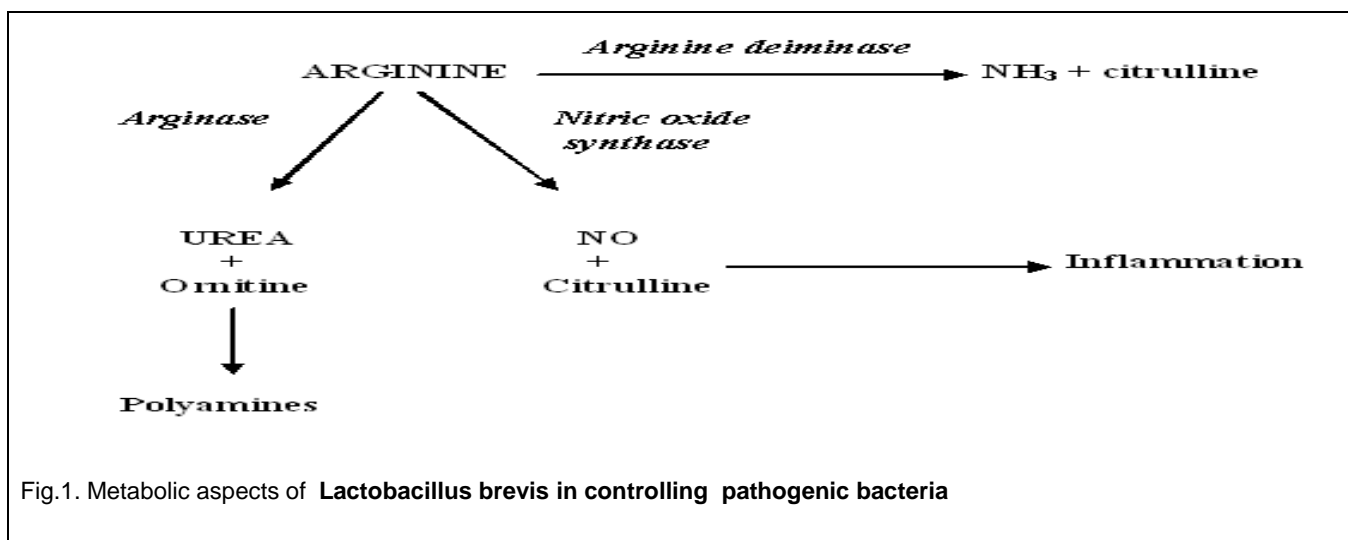 Arginine deiminase
ARGININE
NH₃ + citrulline
Arginase
Nitric oxide
synthase
UREA
+
Ornitine
NO
+
Citrulline
Inflammation
Polyamines
Fig.1. Metabolic aspects of Lactobacillus brevis in controlling pathogenic bacteria